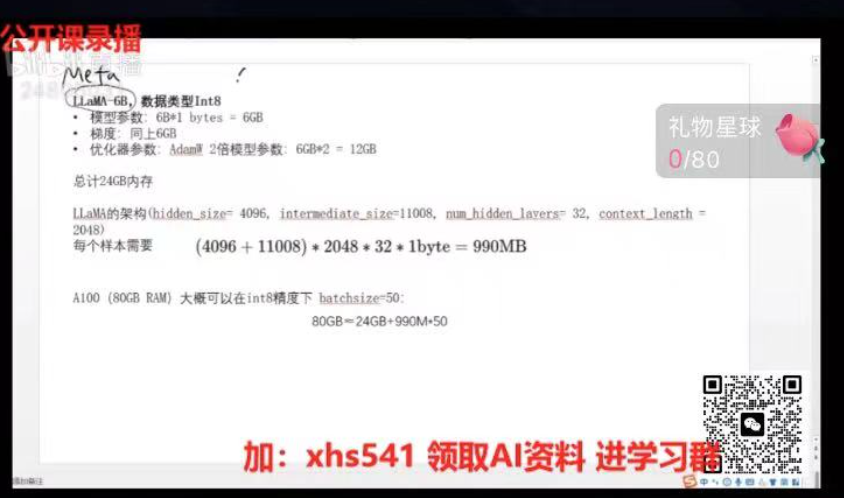 公开课录播
bilibili 直播
Meta
LLaMA-6B, 数据类型Int8
• 模型参数: 6B*1 bytes = 6GB
• 梯度: 同上6GB
• 优化器参数: AdamW 2倍模型参数: 6GB*2 = 12GB
礼物星球
0/80
总计24GB内存
LLaMA的架构(hidden_size= 4096, intermediate_size=11008, num_hidden_layers= 32, context_length =
2048)
每个样本需要 (4096 + 11008) * 2048 * 32 * 1byte = 990MB
A100 (80GB RAM) 大概可以在int8精度下 batchsize=50:
80GB=24GB+990M*50
加: xhs541 领取AI资料 进学习群